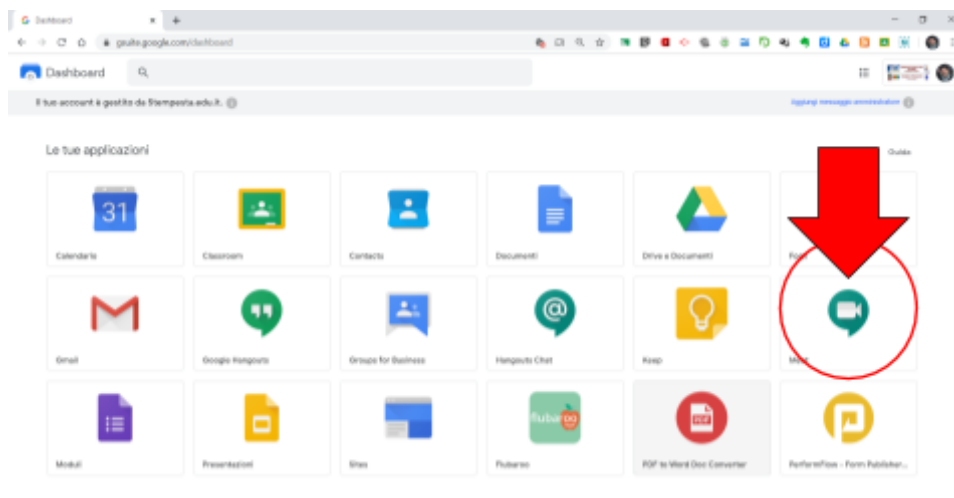 Dashboard
gsuite.google.com/dashboard
Dashboard
Il tuo account è gestito da Stempesta.edu.it.
Aggiungi messaggio amministratore
Le tue applicazioni
Guida
31
Calendario
Classroom
Contacts
Documenti
Drive e Documenti
Gmail
Google Hangouts
Groups for Business
Hangouts Chat
Keep
Meet
flubaroo
PDF
Moduli
Presentazioni
Sites
Flubaroo
PDF to Word Doc Converter
PerformFlow - Form Publisher...